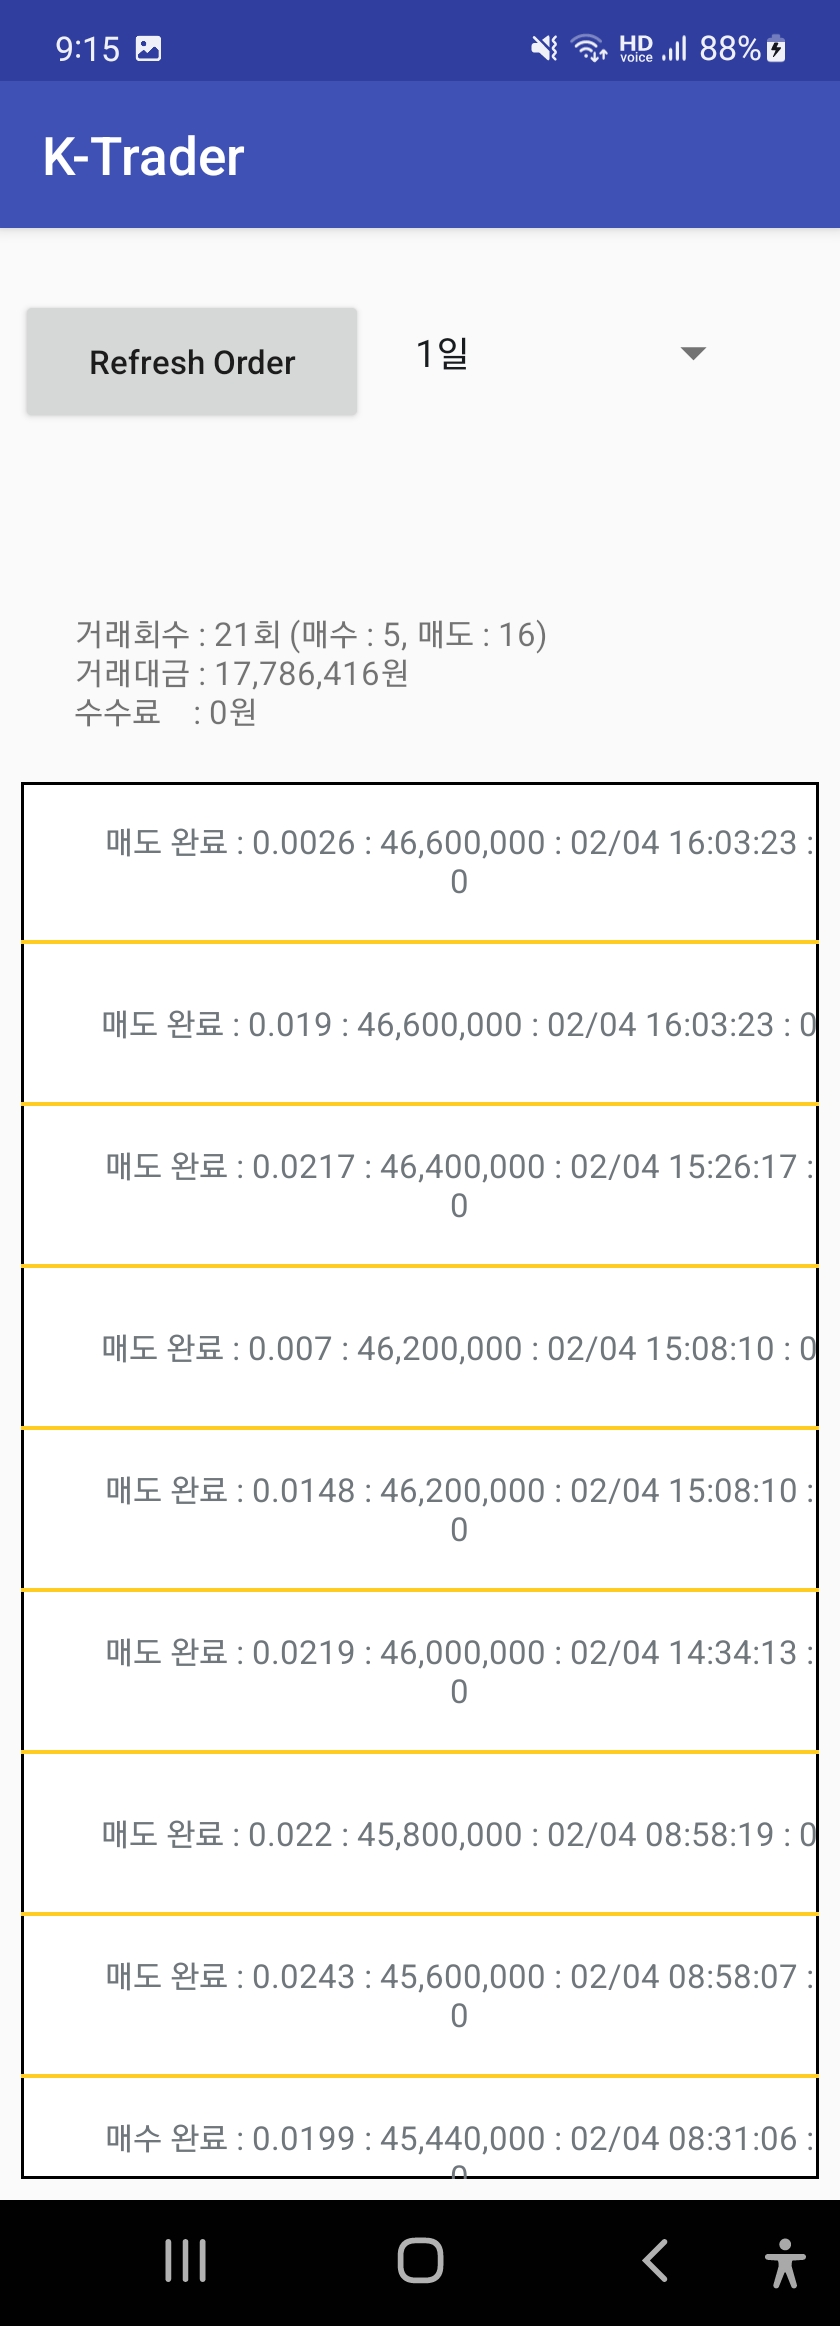 9:15
HD voice
88%
K-Trader
Refresh Order
1일
거래회수 : 21회 (매수 : 5, 매도 : 16)
거래대금 : 17,786,416원
수수료 : 0원
매도 완료 : 0.0026 : 46,600,000 : 02/04 16:03:23 :
0
매도 완료 : 0.019 : 46,600,000 : 02/04 16:03:23 : 0
매도 완료 : 0.0217 : 46,400,000 : 02/04 15:26:17 :
0
매도 완료 : 0.007 : 46,200,000 : 02/04 15:08:10 : 0
매도 완료 : 0.0148 : 46,200,000 : 02/04 15:08:10 :
0
매도 완료 : 0.0219 : 46,000,000 : 02/04 14:34:13 :
0
매도 완료 : 0.022 : 45,800,000 : 02/04 08:58:19 : 0
매도 완료 : 0.0243 : 45,600,000 : 02/04 08:58:07 :
0
매수 완료 : 0.0199 : 45,440,000 : 02/04 08:31:06 :
0